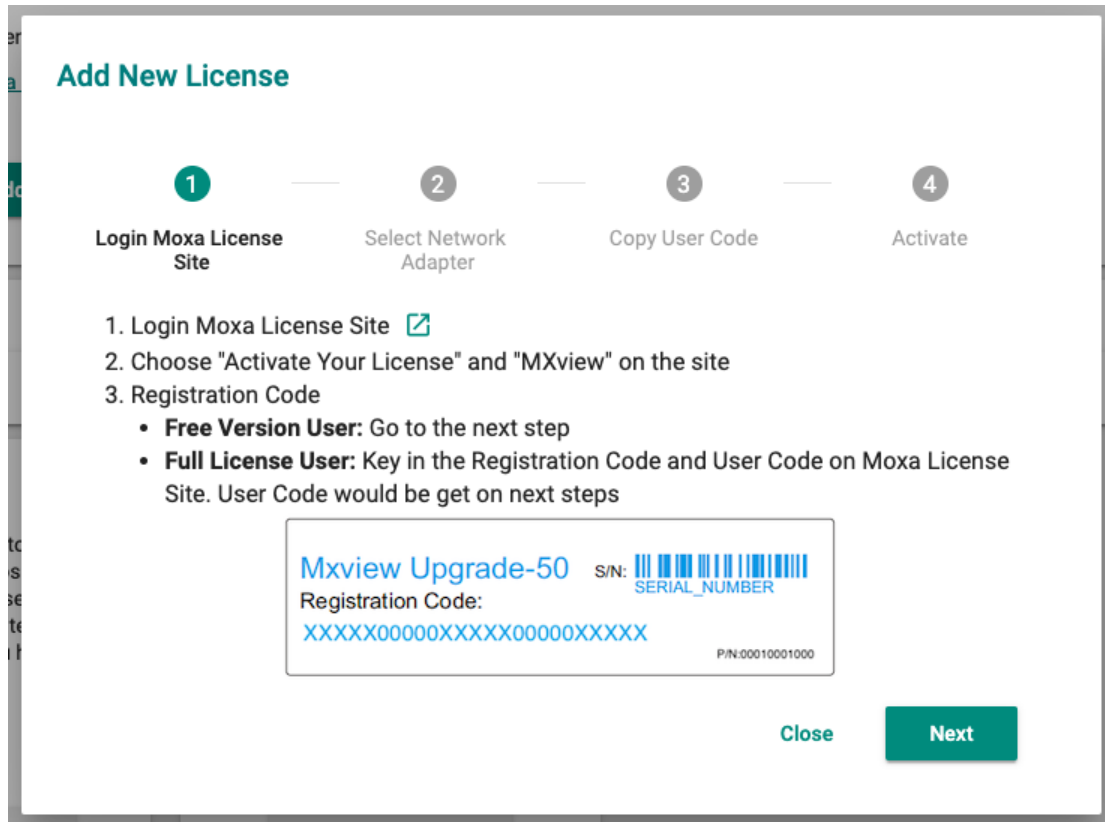 Add New License
1
2
3
4
Login Moxa License
Site
Select Network
Adapter
Copy User Code
Activate
1. Login Moxa License Site
2. Choose "Activate Your License" and "MXview" on the site
3. Registration Code
• Free Version User: Go to the next step
• Full License User: Key in the Registration Code and User Code on Moxa License
Site. User Code would be get on next steps
Mxview Upgrade-50
S/N:
SERIAL_NUMBER
Registration Code:
XXXXX00000XXXXX00000XXXXX
P/N:00010001000
Close
Next